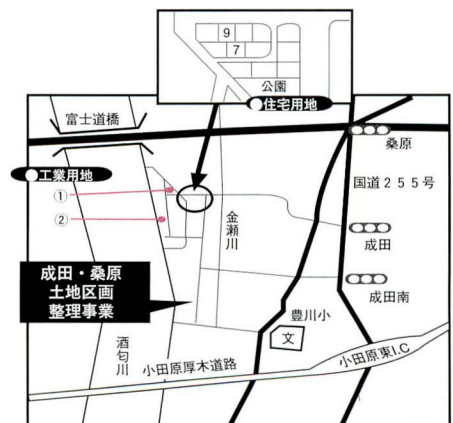 9
7
公園
住宅用地
富士道橋
桑原
工業用地
①
国道255号
②
金瀬川
成田
成田・桑原
土地区画
整理事業
成田南
豊川小
文
酒匂川
小田原厚木道路
小田原東I.C